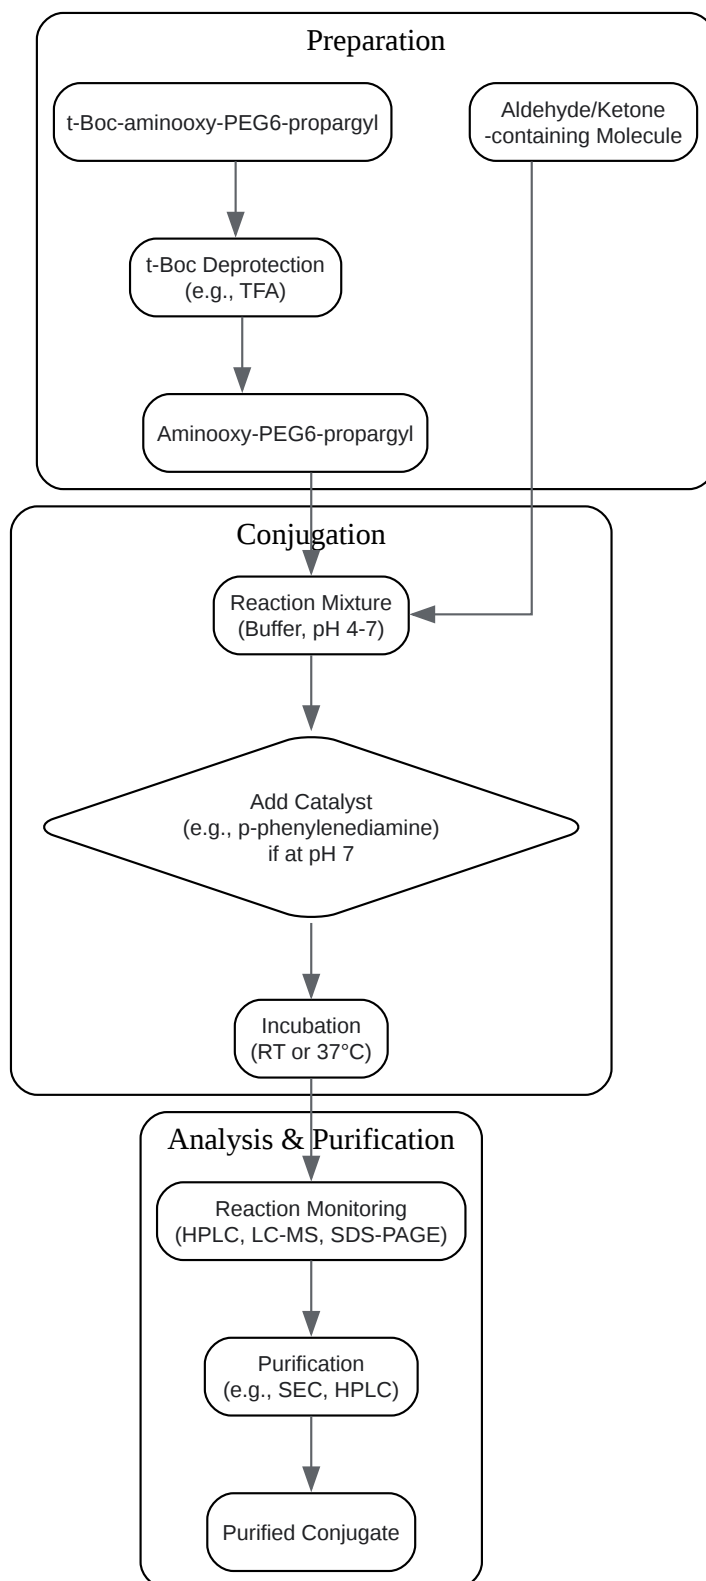 Preparation
t-Boc-aminooxy-PEG6-propargyl
Aldehyde/Ketone
-containing Molecule
t-Boc Deprotection
(e.g., TFA)
Aminooxy-PEG6-propargyl
Conjugation
Reaction Mixture
(Buffer, pH 4-7)
Add Catalyst
(e.g., p-phenylenediamine)
if at pH 7
Incubation
(RT or 37°C)
Analysis & Purification
Reaction Monitoring
(HPLC, LC-MS, SDS-PAGE)
Purification
(e.g., SEC, HPLC)
Purified Conjugate